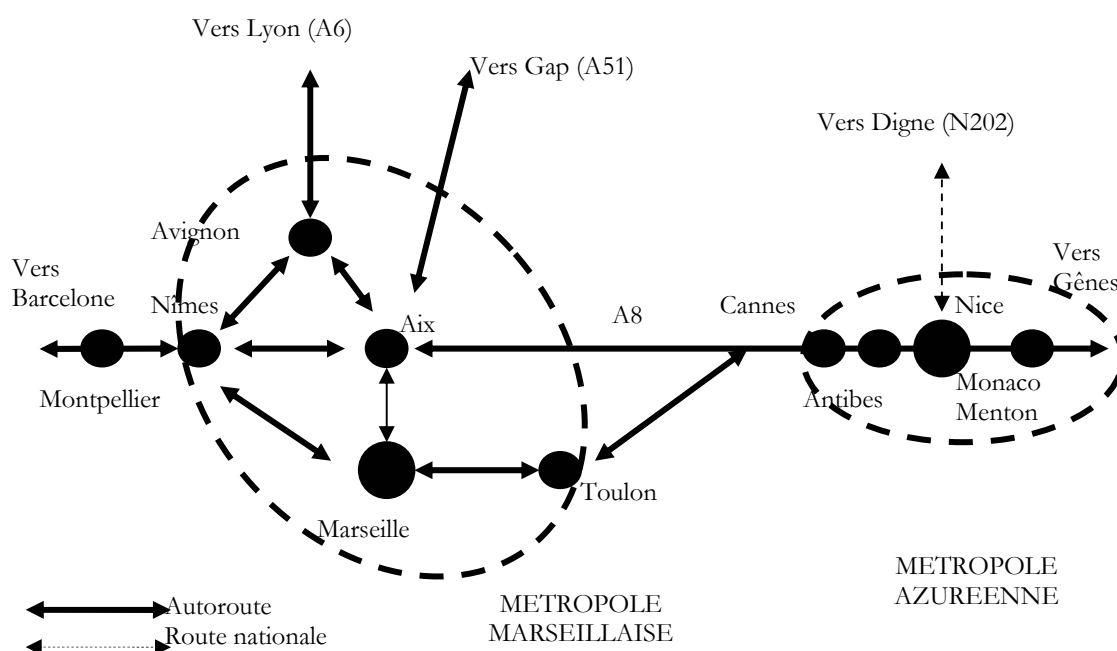 Vers Lyon (A6)
Vers Gap (A51)
Vers Digne (N202)
Avignon
Vers
Barcelone
Nîmes
Vers
Gênes
Aix
A8
Cannes
Nice
Montpellier
Antibes
Monaco
Menton
Toulon
Marseille
METROPOLE
AZUREENNE
METROPOLE
MARSEILLAISE
Autoroute
Route nationale